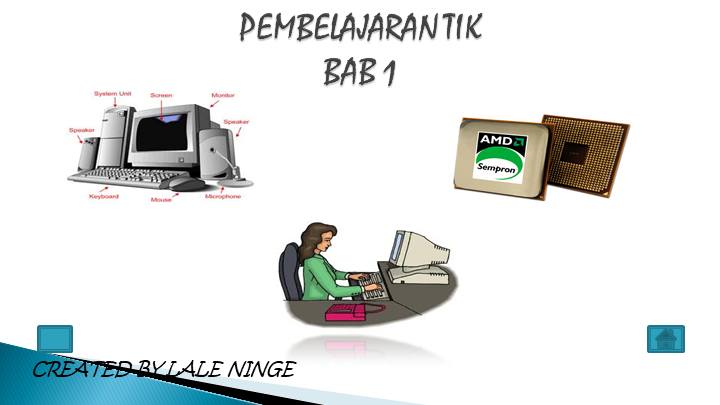 PEMBELAJARAN TIK
BAB 1
System Unit
Screen
Monitor
Speaker
Speaker
Keyboard
Mouse
Microphone
AMD
Sempron
CREATED BY LALE NINGE